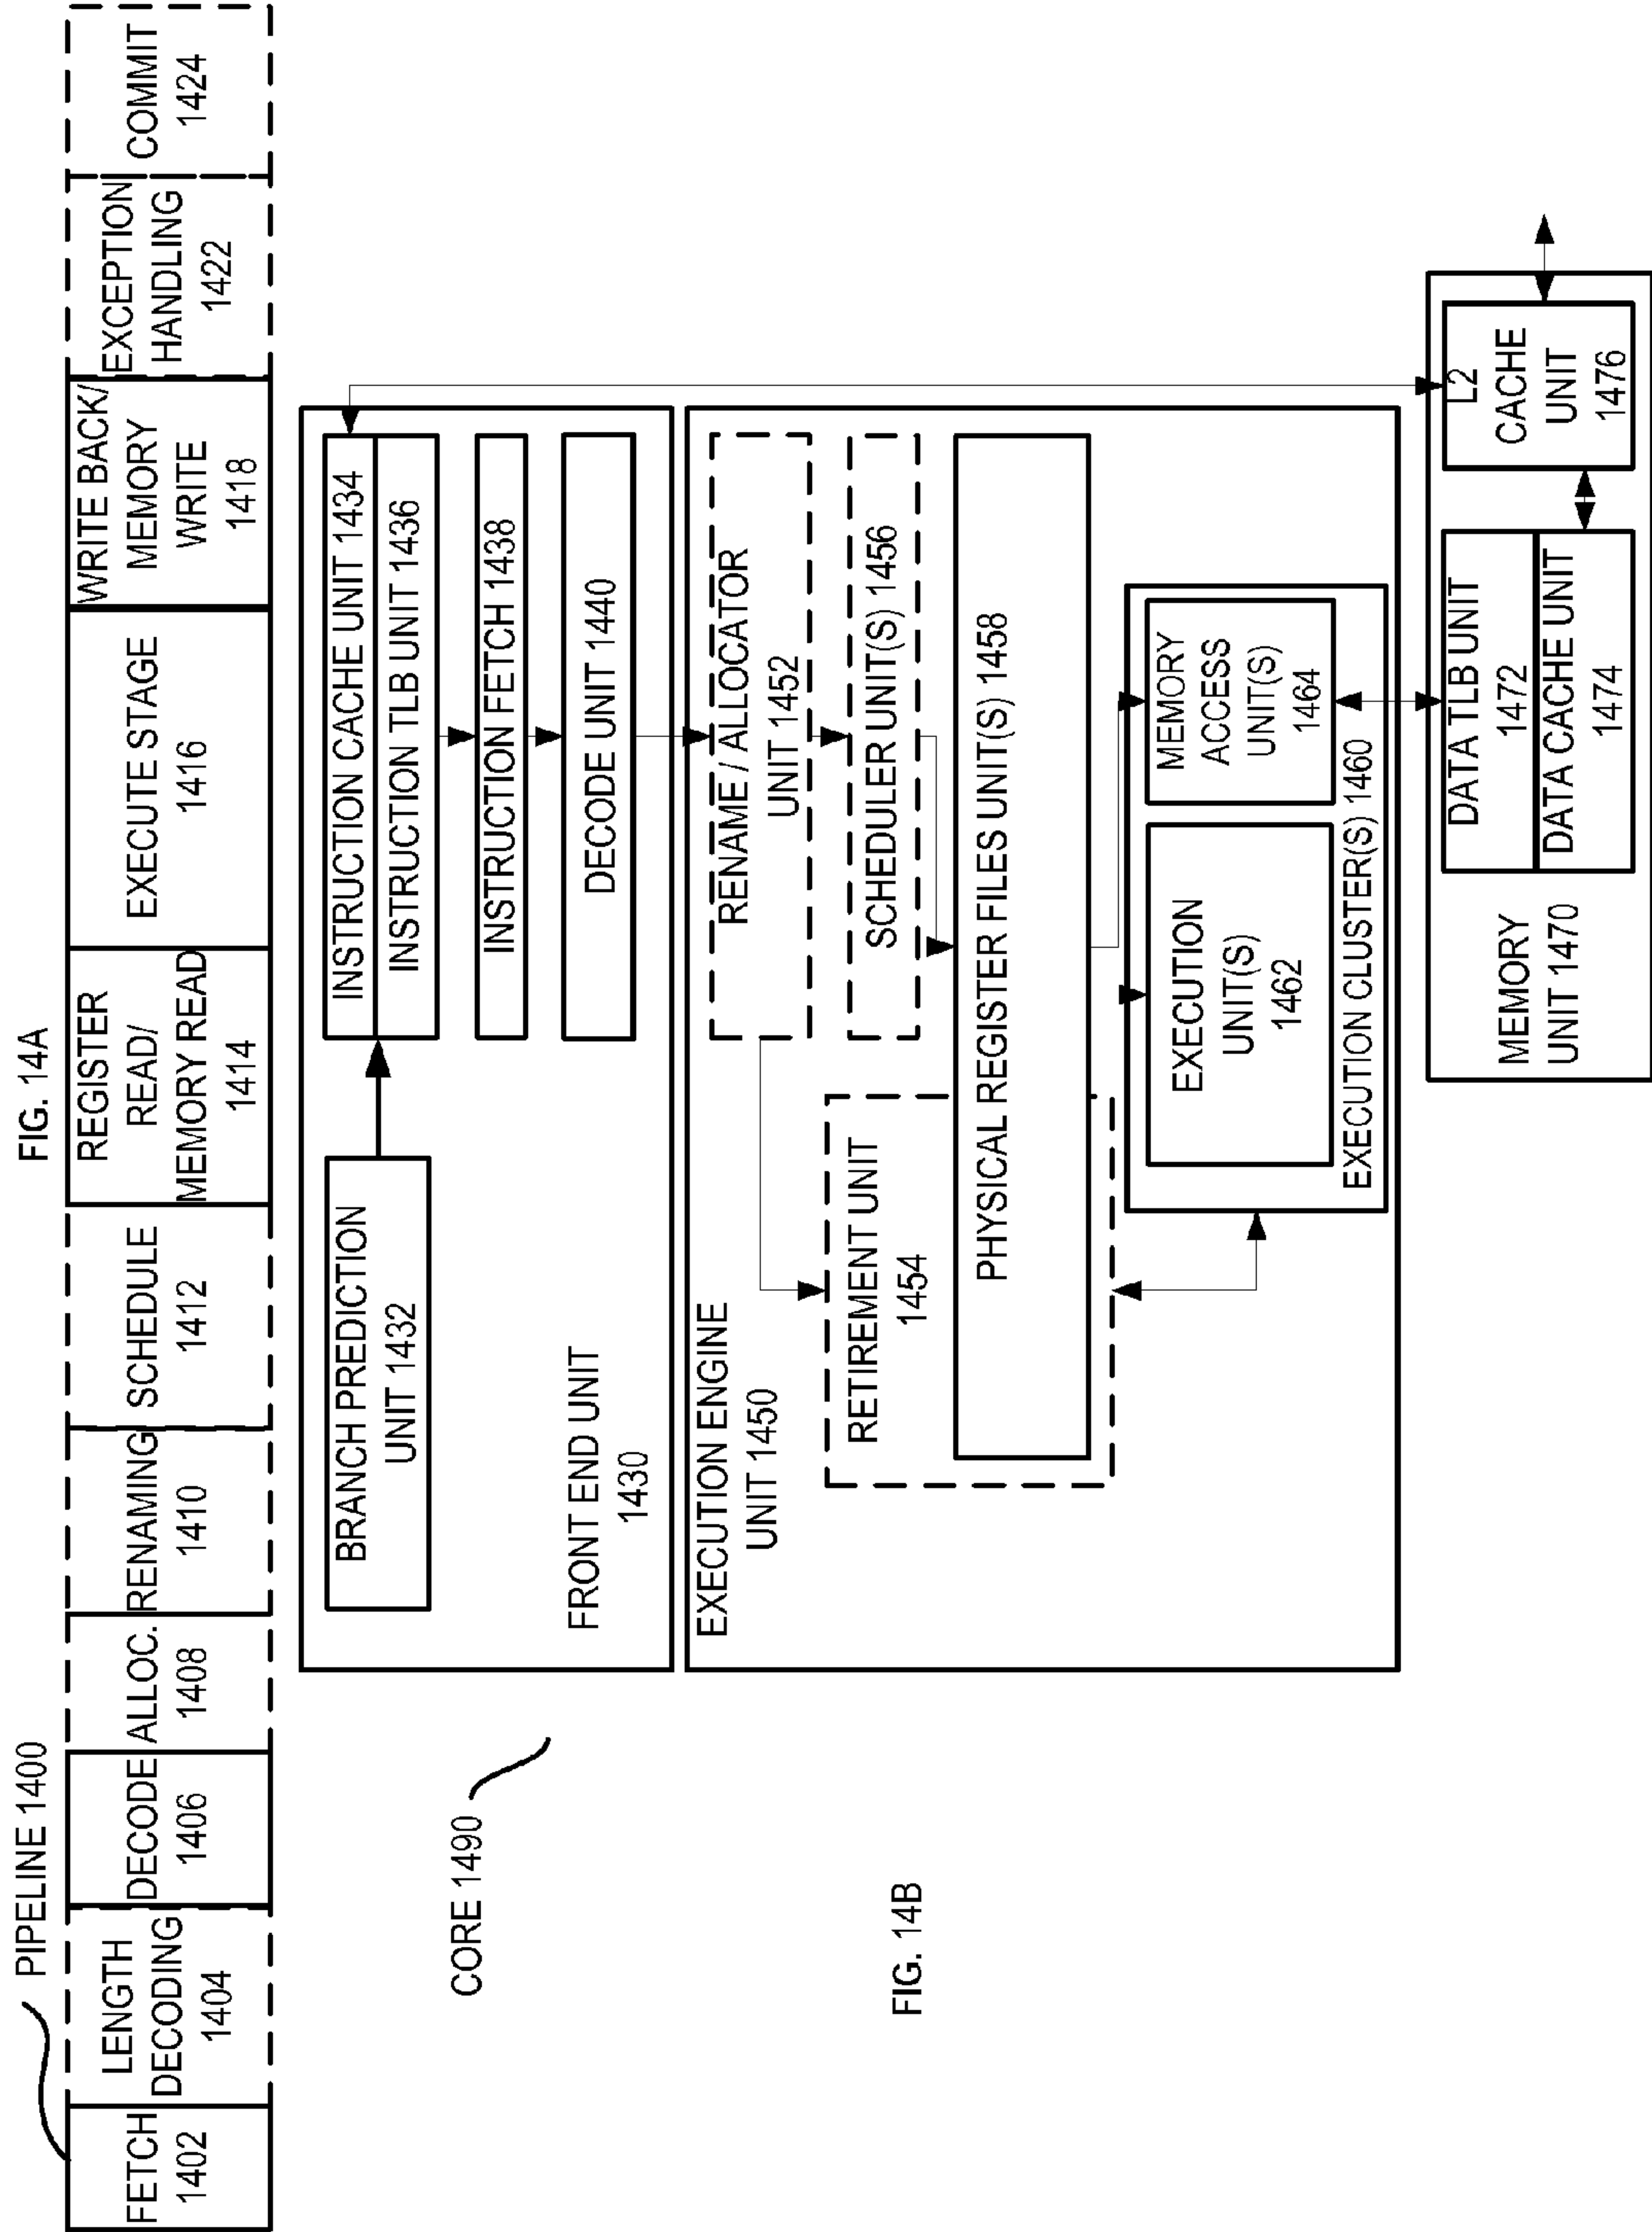 FIG. 14A
PIPELINE 1400
FETCH
1402
LENGTH
DECODING
1404
DECODE
1406
ALLOC.
1408
RENAMING
1410
SCHEDULE
1412
REGISTER
READ/
MEMORY READ
1414
EXECUTE STAGE
1416
WRITE BACK/
MEMORY
WRITE
1418
EXCEPTION
HANDLING
1422
COMMIT
1424
CORE 1490
BRANCH PREDICTION
UNIT 1432
INSTRUCTION CACHE UNIT 1434
INSTRUCTION TLB UNIT 1436
INSTRUCTION FETCH 1438
DECODE UNIT 1440
FRONT END UNIT
1430
EXECUTION ENGINE
UNIT 1450
RENAME / ALLOCATOR
UNIT 1452
RETIREMENT UNIT
1454
SCHEDULER UNIT(S) 1456
PHYSICAL REGISTER FILES UNIT(S) 1458
EXECUTION
UNIT(S)
1462
MEMORY
ACCESS
UNIT(S)
1464
EXECUTION CLUSTER(S) 1460
MEMORY
UNIT 1470
DATA TLB UNIT
1472
DATA CACHE UNIT
1474
L2
CACHE
UNIT
1476
FIG. 14B